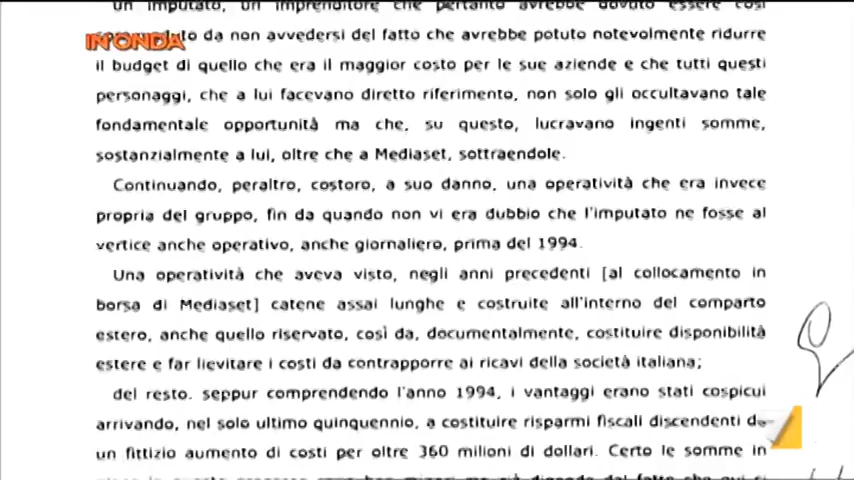 un imputato, un imprenditore che pertanto avrebbe dovuto essere così
IN ONDA
da non avvedersi del fatto che avrebbe potuto notevolmente ridurre
il budget di quello che era il maggior costo per le sue aziende e che tutti questi
personaggi, che a lui facevano diretto riferimento, non solo gli occultavano tale
fondamentale opportunità ma che, su questo, lucravano ingenti somme,
sostanzialmente a lui, oltre che a Mediaset, sottraendole.
Continuando, peraltro, costoro, a suo danno, una operatività che era invece
propria del gruppo, fin da quando non vi era dubbio che l'imputato ne fosse al
vertice anche operativo, anche giornaliero, prima del 1994.
Una operatività che aveva visto, negli anni precedenti [al collocamento in
borsa di Mediaset] catene assai lunghe e costruite all'interno del comparto
estero, anche quello riservato, così da, documentalmente, costituire disponibilità
estere e far lievitare i costi da contrapporre ai ricavi della società italiana;
del resto. seppur comprendendo l'anno 1994, i vantaggi erano stati cospicui
arrivando, nel solo ultimo quinquennio, a costituire risparmi fiscali discendenti da
un fittizio aumento di costi per oltre 360 milioni di dollari. Certo le somme in